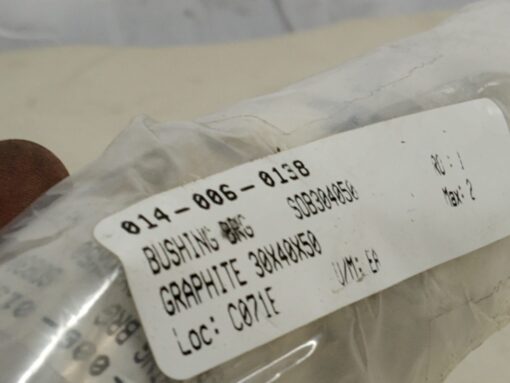 014-006-0138
BUSHING BRG SOB304050 RO: 1
GRAPHITE 30X40X50 Max: 2
Loc: C071E U/M: EA